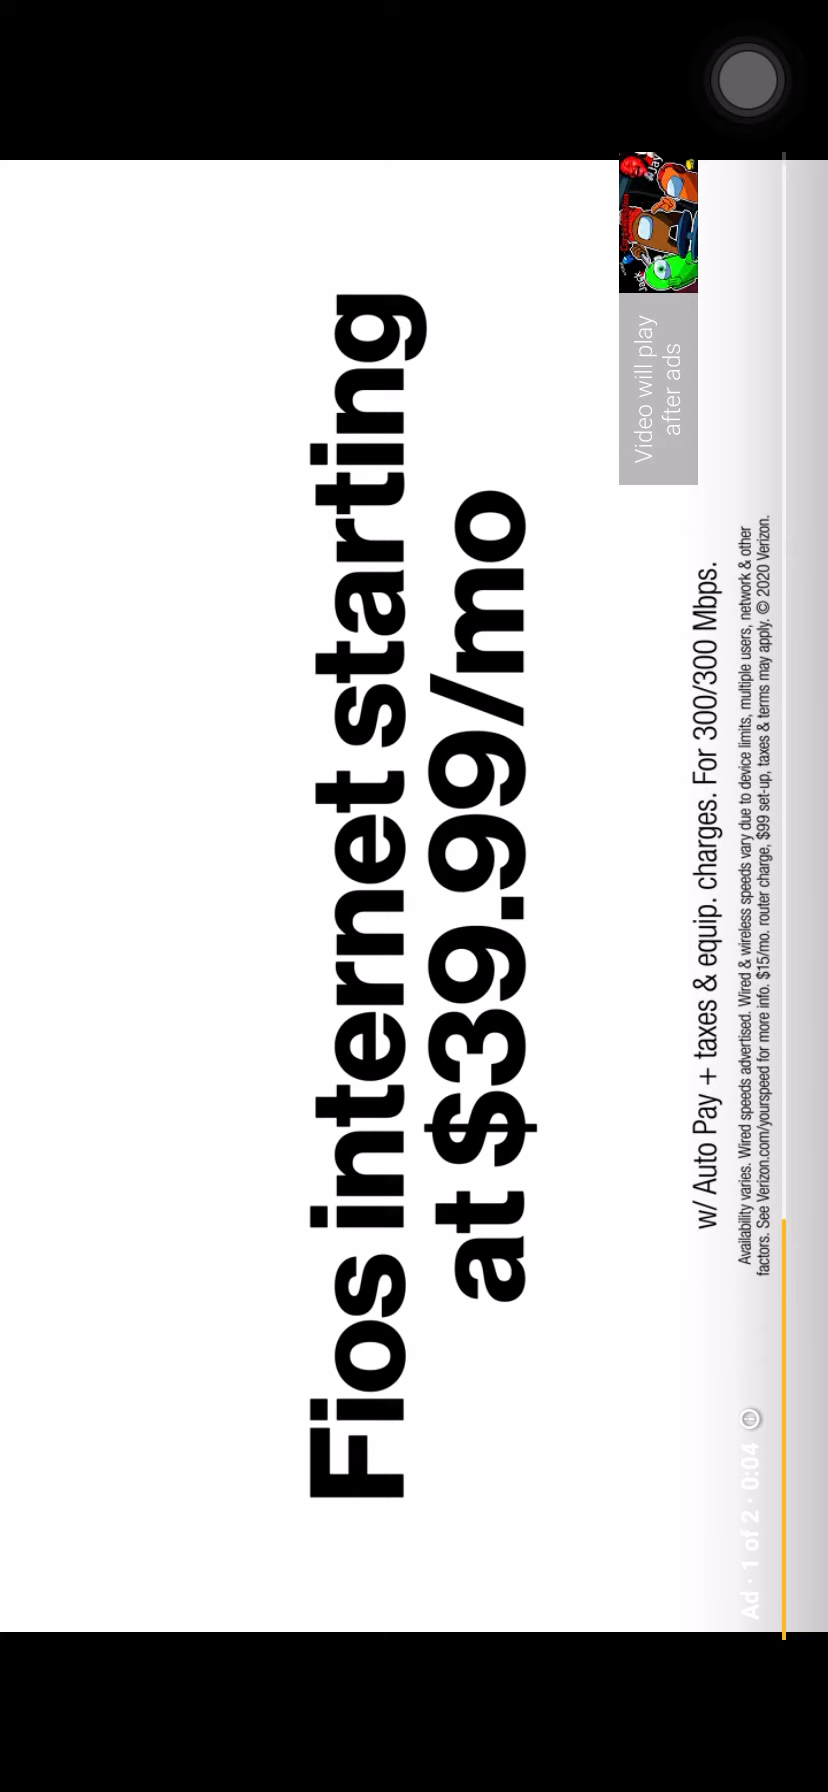 Fios internet starting
at $39.99/mo
Video will play
after ads
w/ Auto Pay + taxes & equip. charges. For 300/300 Mbps.
Availability varies. Wired speeds advertised. Wired & wireless speeds vary due to device limits, multiple users, network & other
factors. See Verizon.com/yourspeed for more info. $15/mo. router charge, $99 set-up, taxes & terms may apply. © 2020 Verizon.
Ad · 1 of 2 · 0:04
Jack
#Jay